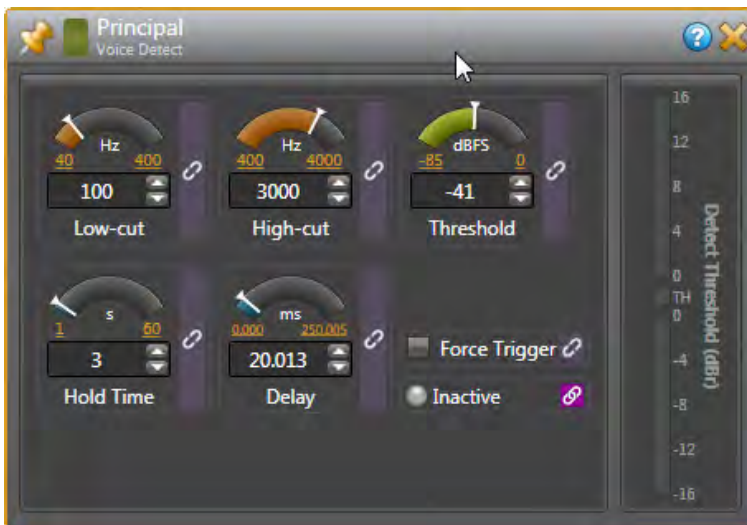 Principal
Voice Detect
?
Hz
40 400
100
Low-cut
Hz
400 4000
3000
High-cut
dBFS
-85 0
-41
Threshold
s
1 60
3
Hold Time
ms
0.000 250.005
20.013
Delay
Force Trigger
Inactive
16
12
8
4
0
TH
0
-4
-8
-12
-16
Detect Threshold (dBr)